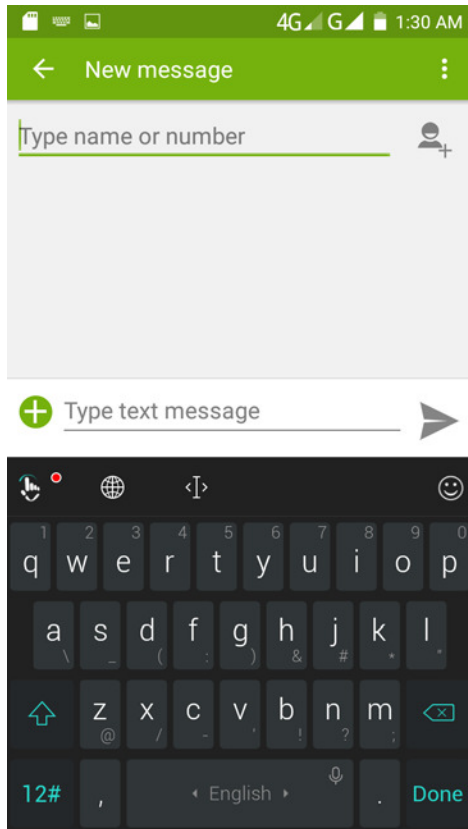 4G G 1:30 AM
New message
Type name or number
Type text message
1 2 3 4 5 6 7 8 9 0
q w e r t y u i o p
a s d f g h j k l
\ _ ( : ) & # * "
z x c v b n m
@ / - ' ! ? ;
12# , English . Done